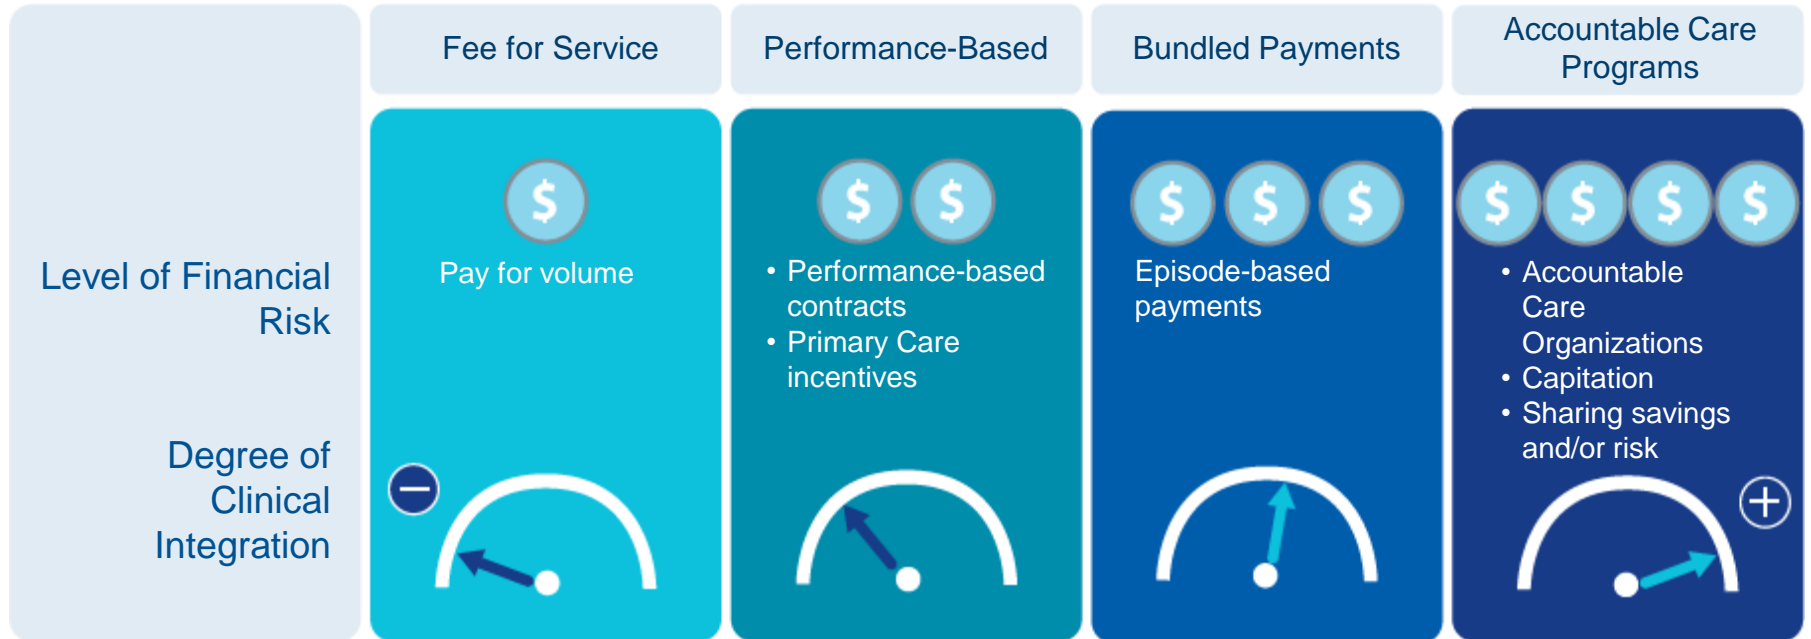 Fee for Service
Performance-Based
Bundled Payments
Accountable Care
Programs
Level of Financial
Risk
Degree of
Clinical
Integration
$
Pay for volume
$ $
• Performance-based
contracts
• Primary Care
incentives
$ $ $
Episode-based
payments
$ $ $ $
• Accountable
Care
Organizations
• Capitation
• Sharing savings
and/or risk
−
+